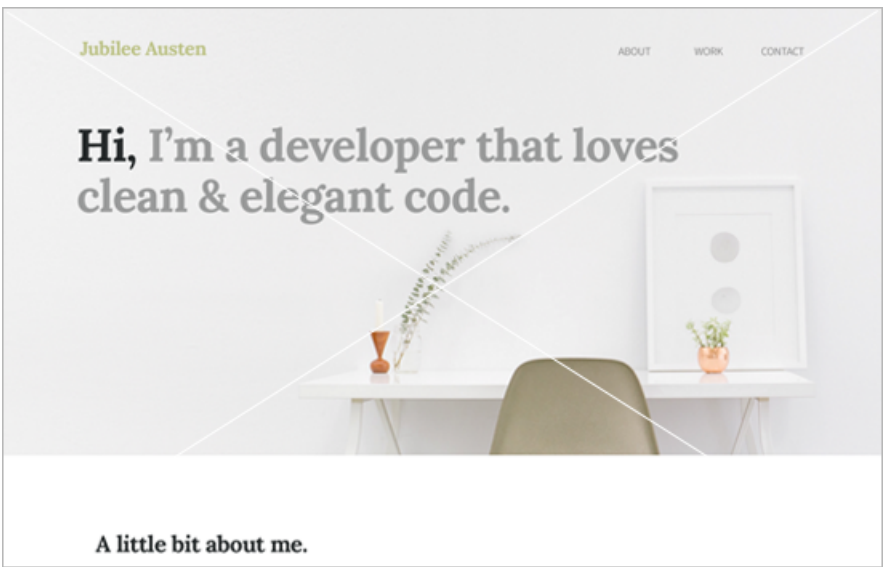 Jubilee Austen
ABOUT WORK CONTACT
Hi, I’m a developer that loves
clean & elegant code.
A little bit about me.